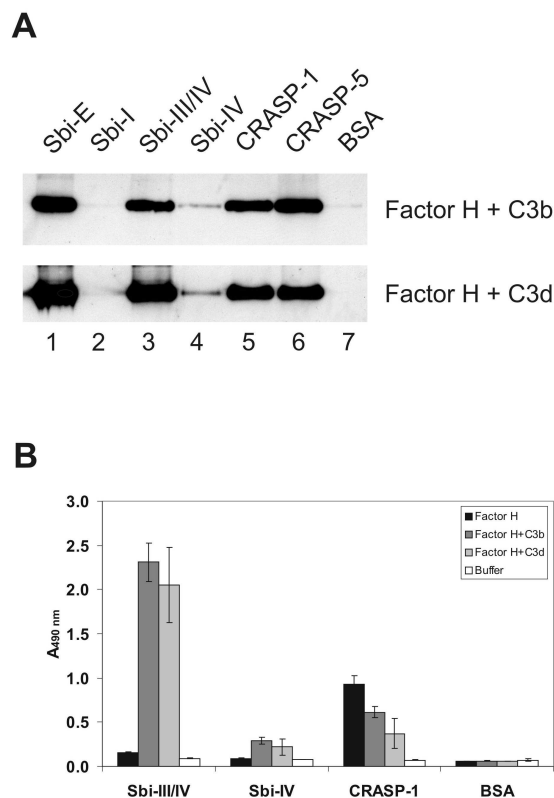 A
Sbi-E Sbi-I Sbi-III/IV Sbi-IV CRASP-1 CRASP-5 BSA
Factor H + C3b
Factor H + C3d
1 2 3 4 5 6 7
B
3.0
2.5
2.0
1.5
1.0
0.5
0.0
A490 nm
Factor H
Factor H+C3b
Factor H+C3d
Buffer
Sbi-III/IV Sbi-IV CRASP-1 BSA